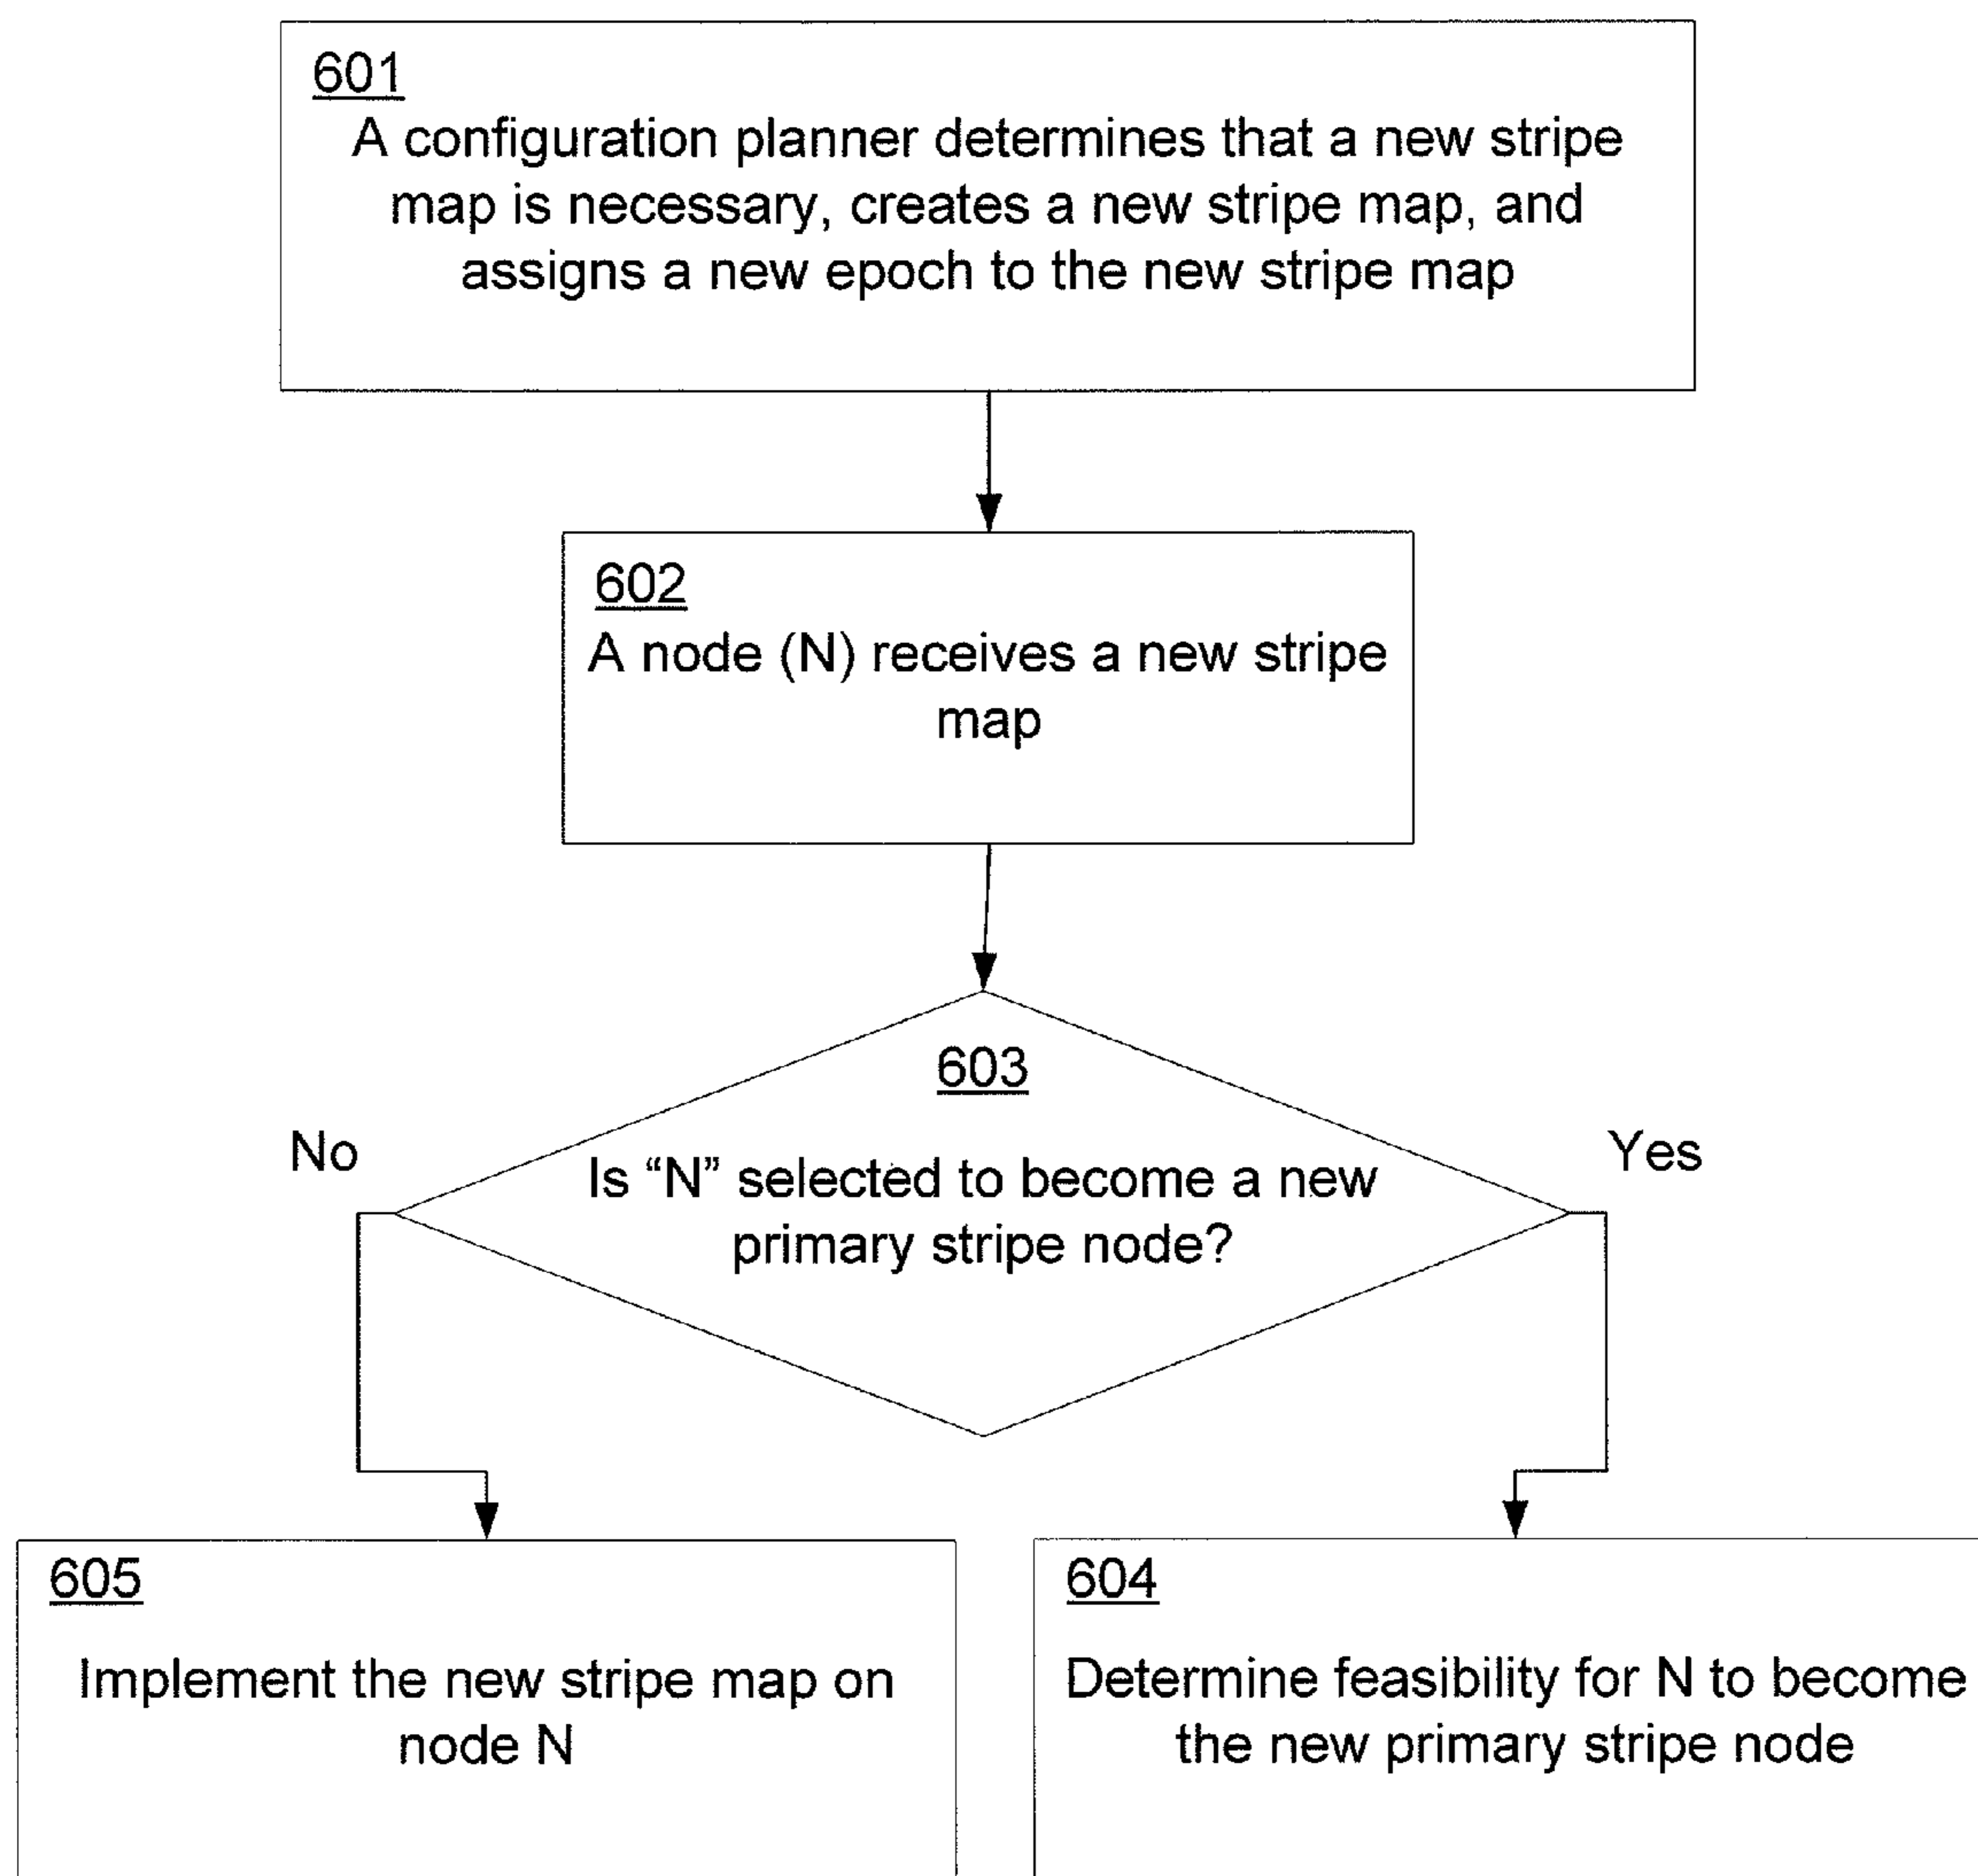 601
A configuration planner determines that a new stripe
map is necessary, creates a new stripe map, and
assigns a new epoch to the new stripe map
602
A node (N) receives a new stripe
map
603
Is “N” selected to become a new
primary stripe node?
No
Yes
605
Implement the new stripe map on
node N
604
Determine feasibility for N to become
the new primary stripe node